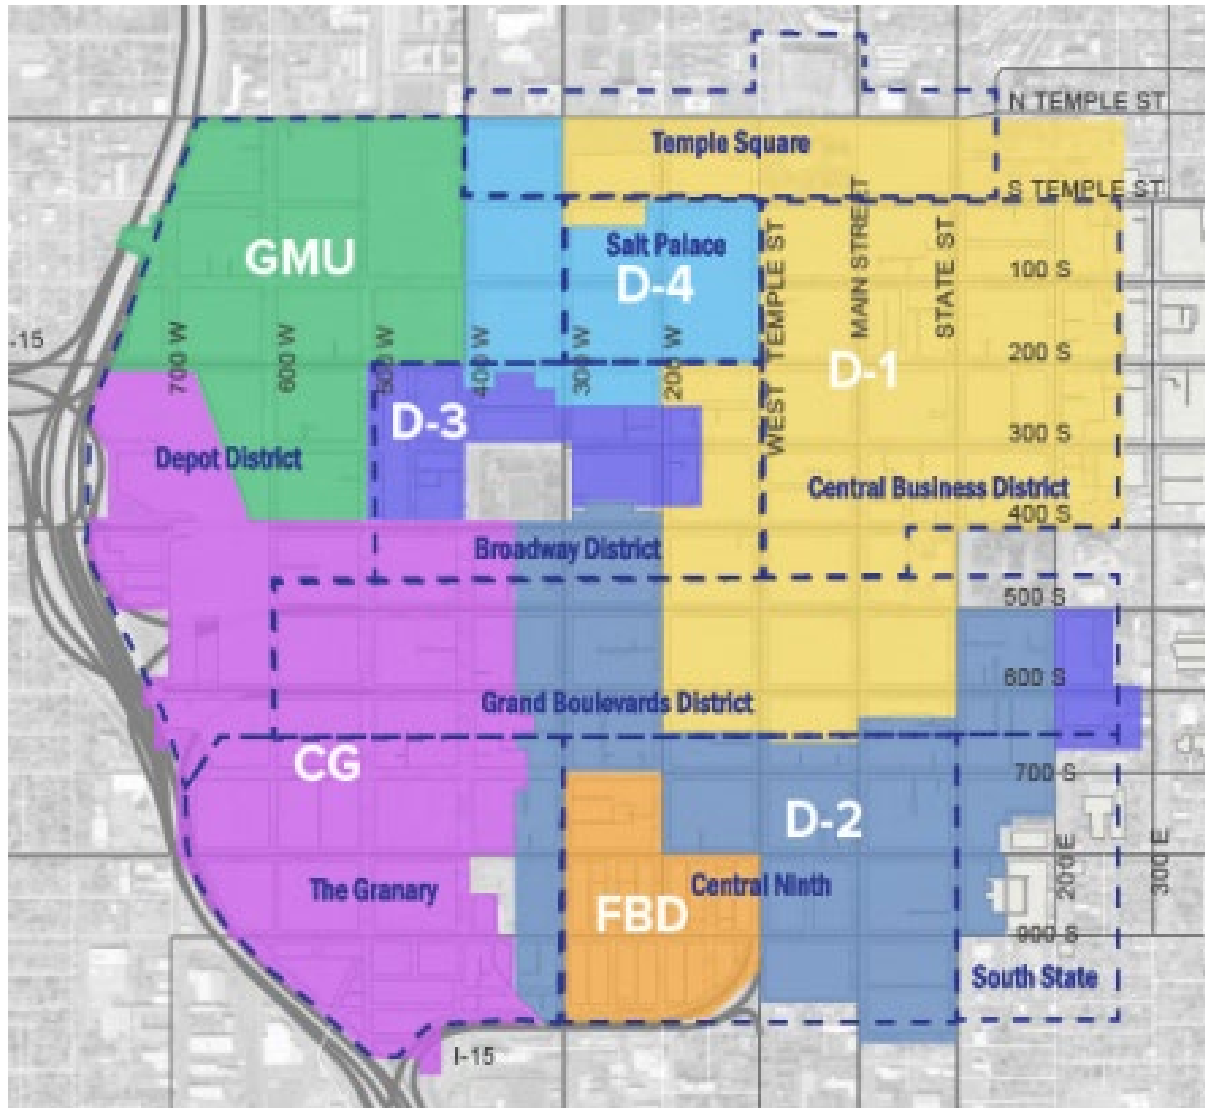 N TEMPLE ST
Temple Square
S TEMPLE ST
GMU
Salt Palace
D-4
WEST TEMPLE ST
MAIN STREET
STATE ST
100 S
-15
700 W
600 W
500 W
400 W
300 W
200 W
D-1
200 S
D-3
300 S
Depot District
Central Business District
400 S
Broadway District
500 S
600 S
Grand Boulevards District
CG
700 S
D-2
The Granary
Central Ninth
FBD
200 E
300 E
900 S
South State
I-15